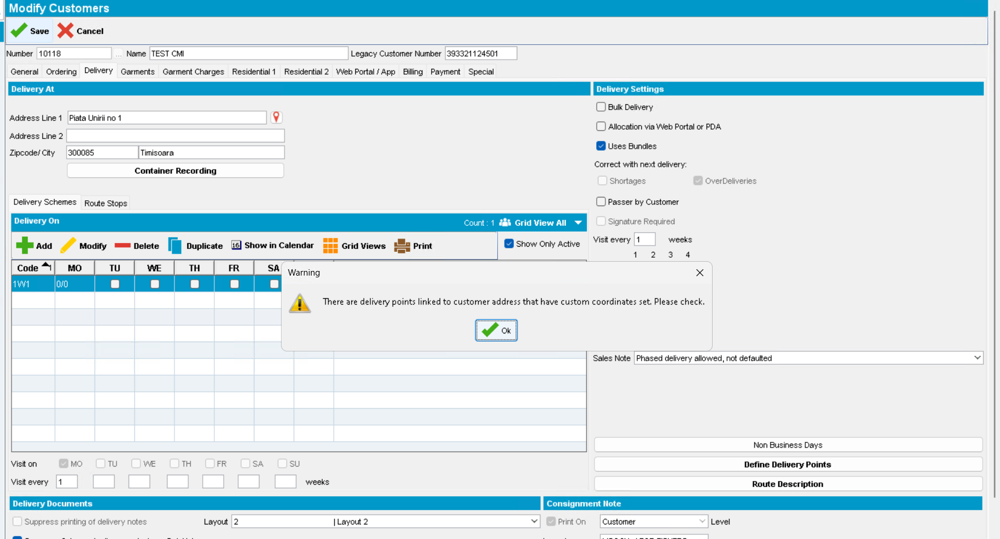 Modify Customers
Save Cancel
Number 10118 ... Name TEST CMI Legacy Customer Number 393321124501
General Ordering Delivery Garments Garment Charges Residential 1 Residential 2 Web Portal / App Billing Payment Special
Delivery At
Address Line 1 Piata Unirii no 1
Address Line 2
Zipcode/ City 300085 Timisoara
Container Recording
Delivery Schemes Route Stops
Delivery On Count : 1 Grid View All
Add Modify Delete Duplicate 16 Show in Calendar Grid Views Print Show Only Active
Code 1 MO TU WE TH FR SA
1W1 0/0
Visit on MO TU WE TH FR SA SU
Visit every 1 weeks
Delivery Settings
Bulk Delivery
Allocation via Web Portal or PDA
Uses Bundles
Correct with next delivery:
Shortages OverDeliveries
Passer by Customer
Signature Required
Visit every 1 weeks
1 2 3 4
Warning
There are delivery points linked to customer address that have custom coordinates set. Please check.
Ok
Sales Note Phased delivery allowed, not defaulted
Non Business Days
Define Delivery Points
Route Description
Delivery Documents
Suppress printing of delivery notes Layout 2 | Layout 2
Consignment Note
Print On Customer Level